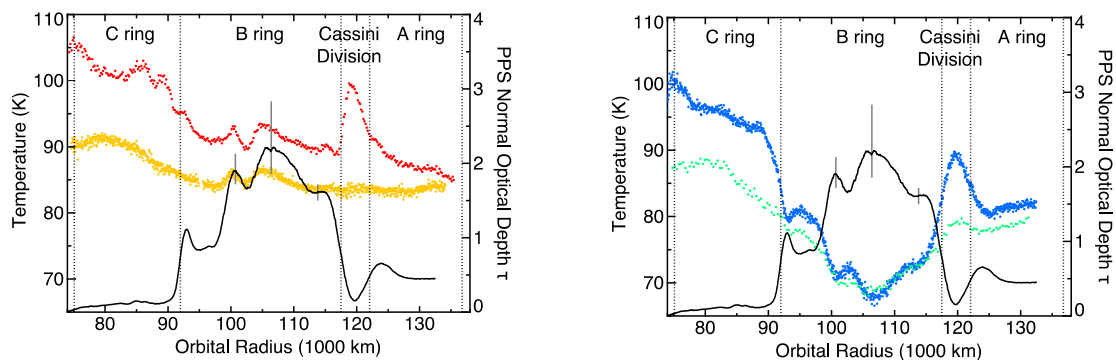 110
100
90
80
70
Temperature (K)
C ring
B ring
Cassini
Division
A ring
4
3
2
1
0
PPS Normal Optical Depth τ
80
90
100
110
120
130
Orbital Radius (1000 km)
110
100
90
80
70
Temperature (K)
C ring
B ring
Cassini
Division
A ring
4
3
2
1
0
PPS Normal Optical Depth τ
80
90
100
110
120
130
Orbital Radius (1000 km)